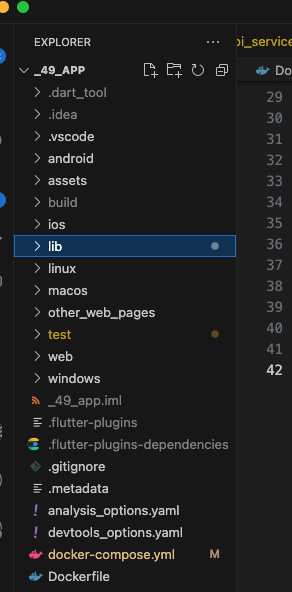 EXPLORER ...
pi_service
_49_APP
Do
.dart_tool
29
.idea
30
.vscode
31
android
32
assets
33
build
34
ios
35
lib
36
linux
37
macos
38
other_web_pages
39
test
40
web
41
windows
42
_49_app.iml
.flutter-plugins
.flutter-plugins-dependencies
.gitignore
.metadata
! analysis_options.yaml
! devtools_options.yaml
docker-compose.yml M
Dockerfile